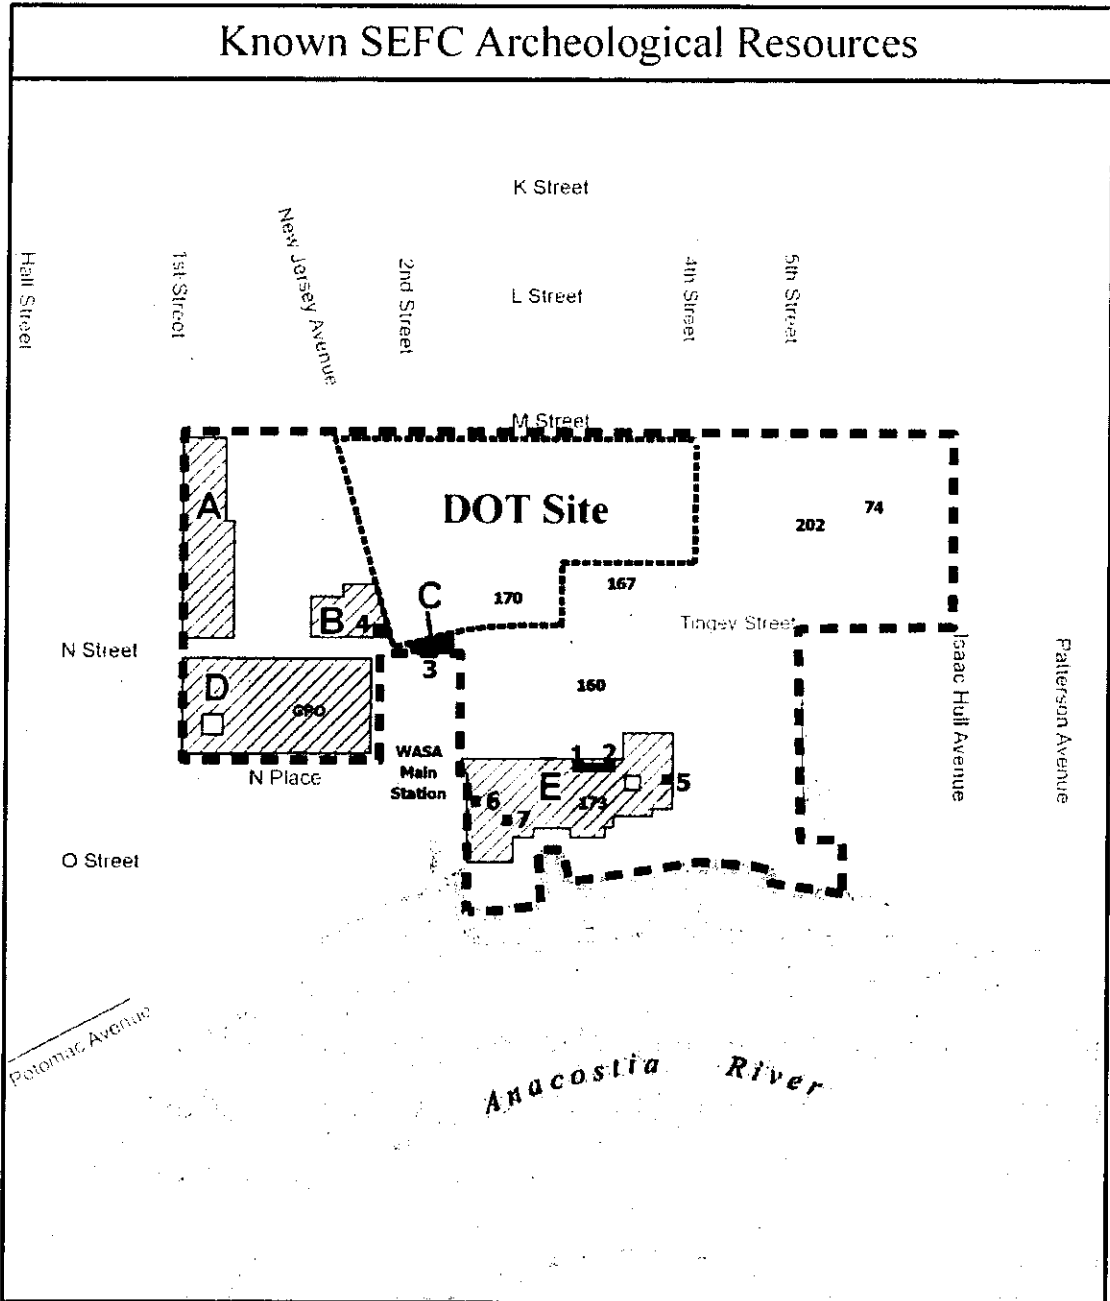 Known SEFC Archeological Resources
K Street
New Jersey Avenue
Half Street
1st Street
2nd Street
L Street
4th Street
5th Street
M Street
A
DOT Site
74
202
C
167
170
B
4
Tingey Street
N Street
3
Isaac Hull Avenue
Patterson Avenue
D
160
GPO
WASA
Main
Station
N Place
1
2
E
5
6
173
7
O Street
Potomac Avenue
Anacostia River